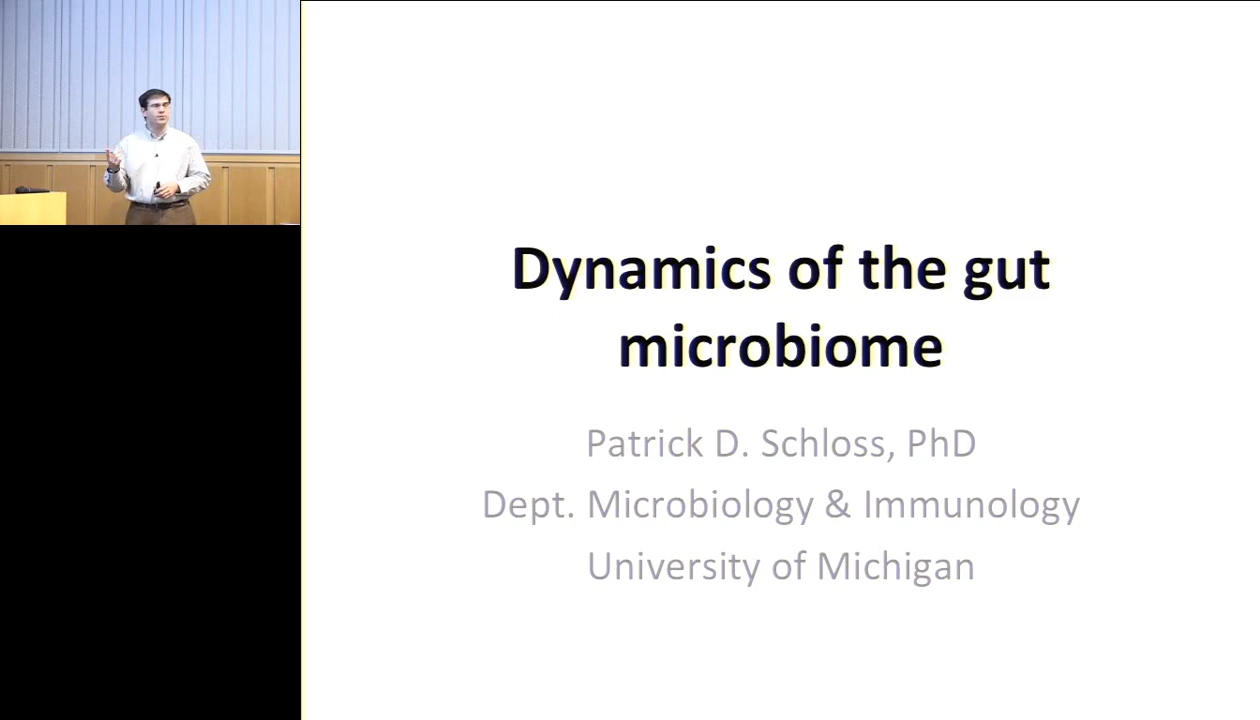 Dynamics of the gut
microbiome
Patrick D. Schloss, PhD
Dept. Microbiology & Immunology
University of Michigan